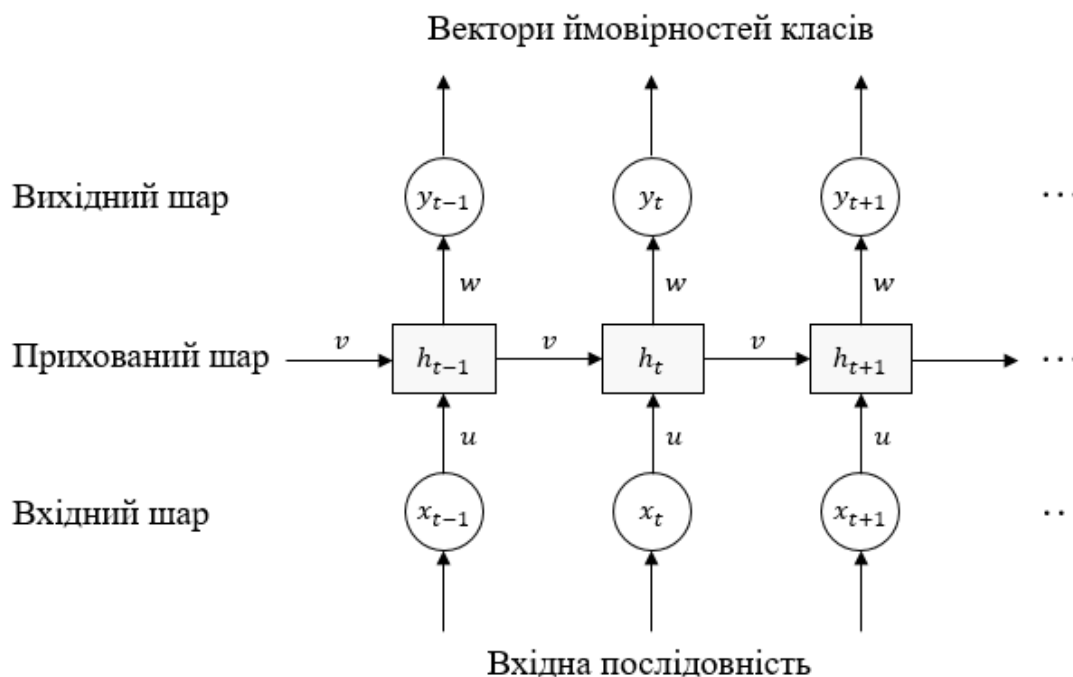 Вектори ймовірностей класів
Вихідний шар y_{t−1} y_t y_{t+1} ...
w w w
Прихований шар v h_{t−1} v h_t v h_{t+1} ...
u u u
Вхідний шар x_{t−1} x_t x_{t+1} ..
Вхідна послідовність